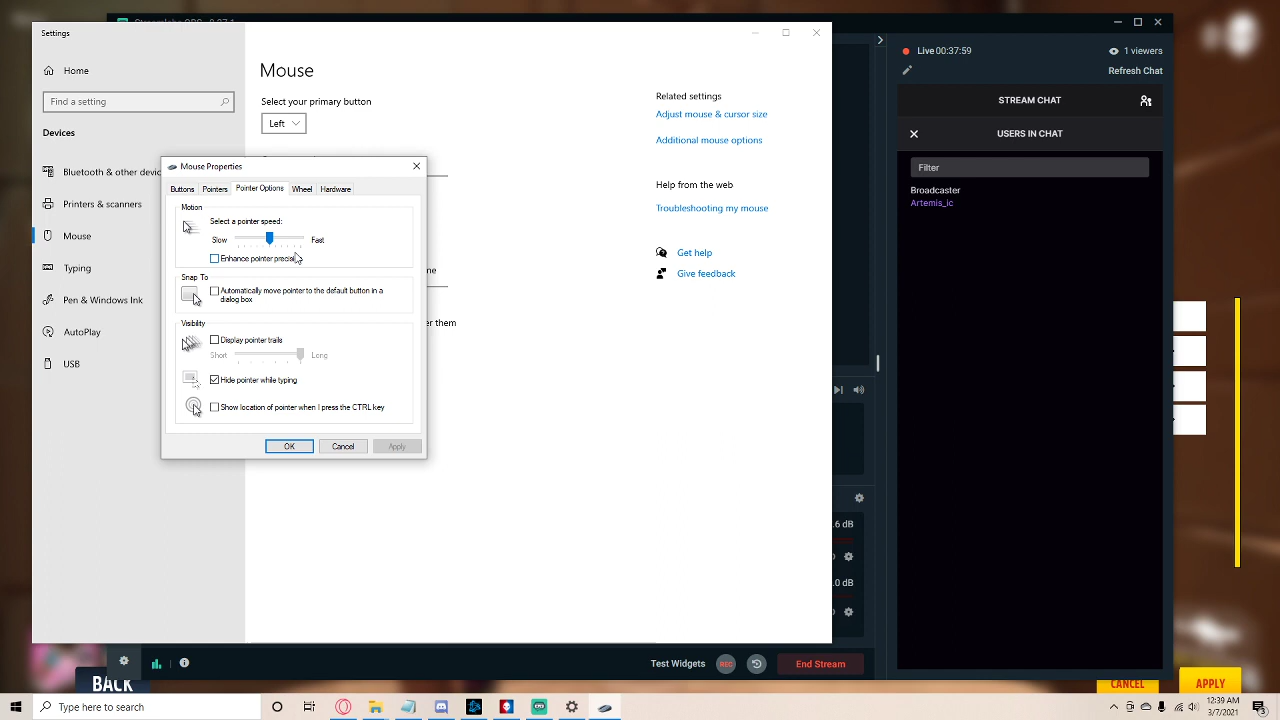 Settings
Home
Find a setting
Devices
Bluetooth & other devic
Printers & scanners
Mouse
Typing
Pen & Windows Ink
AutoPlay
USB
Mouse
Select your primary button
Left
Related settings
Adjust mouse & cursor size
Additional mouse options
Help from the web
Troubleshooting my mouse
Get help
Give feedback
me
er them
Mouse Properties
Buttons
Pointers
Pointer Options
Wheel
Hardware
Motion
Select a pointer speed:
Slow
Fast
Enhance pointer precis
Snap To
Automatically move pointer to the default button in a
dialog box
Visibility
Display pointer trails
Short
Long
Hide pointer while typing
Show location of pointer when I press the CTRL key
OK
Cancel
Apply
Live 00:37:59
1 viewers
Refresh Chat
STREAM CHAT
USERS IN CHAT
Filter
Broadcaster
Artemis_ic
.6 dB
.0 dB
Test Widgets
REC
End Stream
BACK
CANCEL
APPLY
Type here to search
12:39 AM
3/7/2021